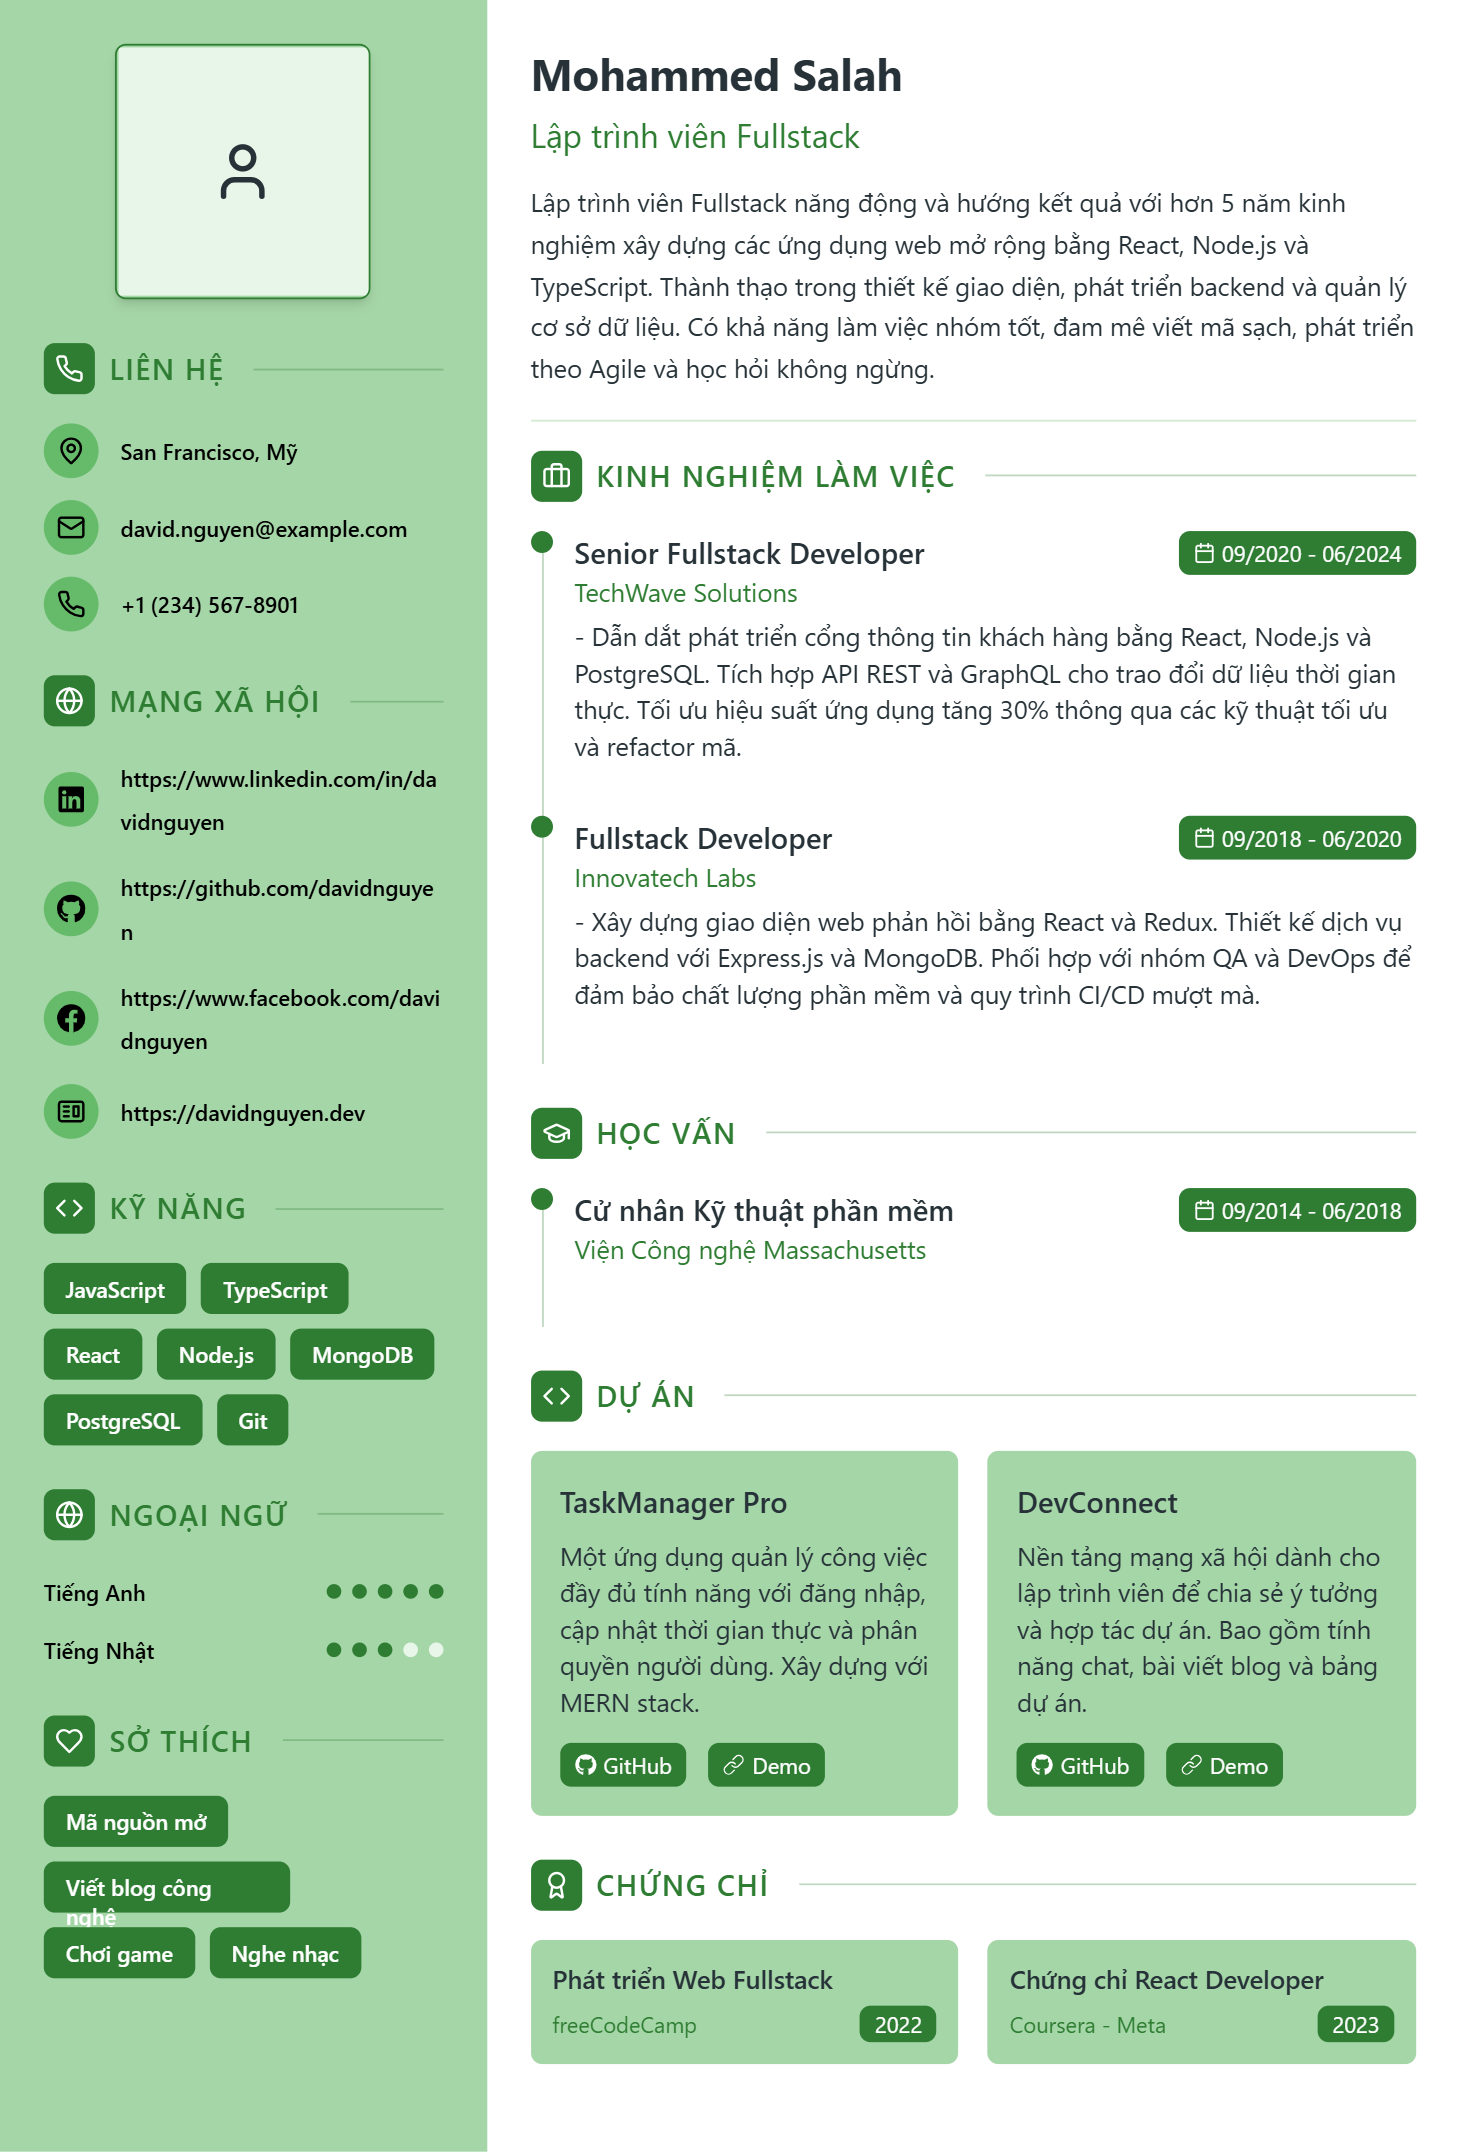 LIÊN HỆ
San Francisco, Mỹ
david.nguyen@example.com
+1 (234) 567-8901
MẠNG XÃ HỘI
https://www.linkedin.com/in/da
vidnguyen
https://github.com/davidnguye
n
https://www.facebook.com/davi
dnguyen
https://davidnguyen.dev
KỸ NĂNG
JavaScript TypeScript
React Node.js MongoDB
PostgreSQL Git
NGOẠI NGỮ
Tiếng Anh
Tiếng Nhật
SỞ THÍCH
Mã nguồn mở
Viết blog công
nghệ
Chơi game Nghe nhạc
Mohammed Salah
Lập trình viên Fullstack
Lập trình viên Fullstack năng động và hướng kết quả với hơn 5 năm kinh
nghiệm xây dựng các ứng dụng web mở rộng bằng React, Node.js và
TypeScript. Thành thạo trong thiết kế giao diện, phát triển backend và quản lý
cơ sở dữ liệu. Có khả năng làm việc nhóm tốt, đam mê viết mã sạch, phát triển
theo Agile và học hỏi không ngừng.
KINH NGHIỆM LÀM VIỆC
Senior Fullstack Developer 09/2020 - 06/2024
TechWave Solutions
- Dẫn dắt phát triển cổng thông tin khách hàng bằng React, Node.js và
PostgreSQL. Tích hợp API REST và GraphQL cho trao đổi dữ liệu thời gian
thực. Tối ưu hiệu suất ứng dụng tăng 30% thông qua các kỹ thuật tối ưu
và refactor mã.
Fullstack Developer 09/2018 - 06/2020
Innovatech Labs
- Xây dựng giao diện web phản hồi bằng React và Redux. Thiết kế dịch vụ
backend với Express.js và MongoDB. Phối hợp với nhóm QA và DevOps để
đảm bảo chất lượng phần mềm và quy trình CI/CD mượt mà.
HỌC VẤN
Cử nhân Kỹ thuật phần mềm 09/2014 - 06/2018
Viện Công nghệ Massachusetts
DỰ ÁN
TaskManager Pro
Một ứng dụng quản lý công việc
đầy đủ tính năng với đăng nhập,
cập nhật thời gian thực và phân
quyền người dùng. Xây dựng với
MERN stack.
GitHub Demo
DevConnect
Nền tảng mạng xã hội dành cho
lập trình viên để chia sẻ ý tưởng
và hợp tác dự án. Bao gồm tính
năng chat, bài viết blog và bảng
dự án.
GitHub Demo
CHỨNG CHỈ
Phát triển Web Fullstack
freeCodeCamp 2022
Chứng chỉ React Developer
Coursera - Meta 2023